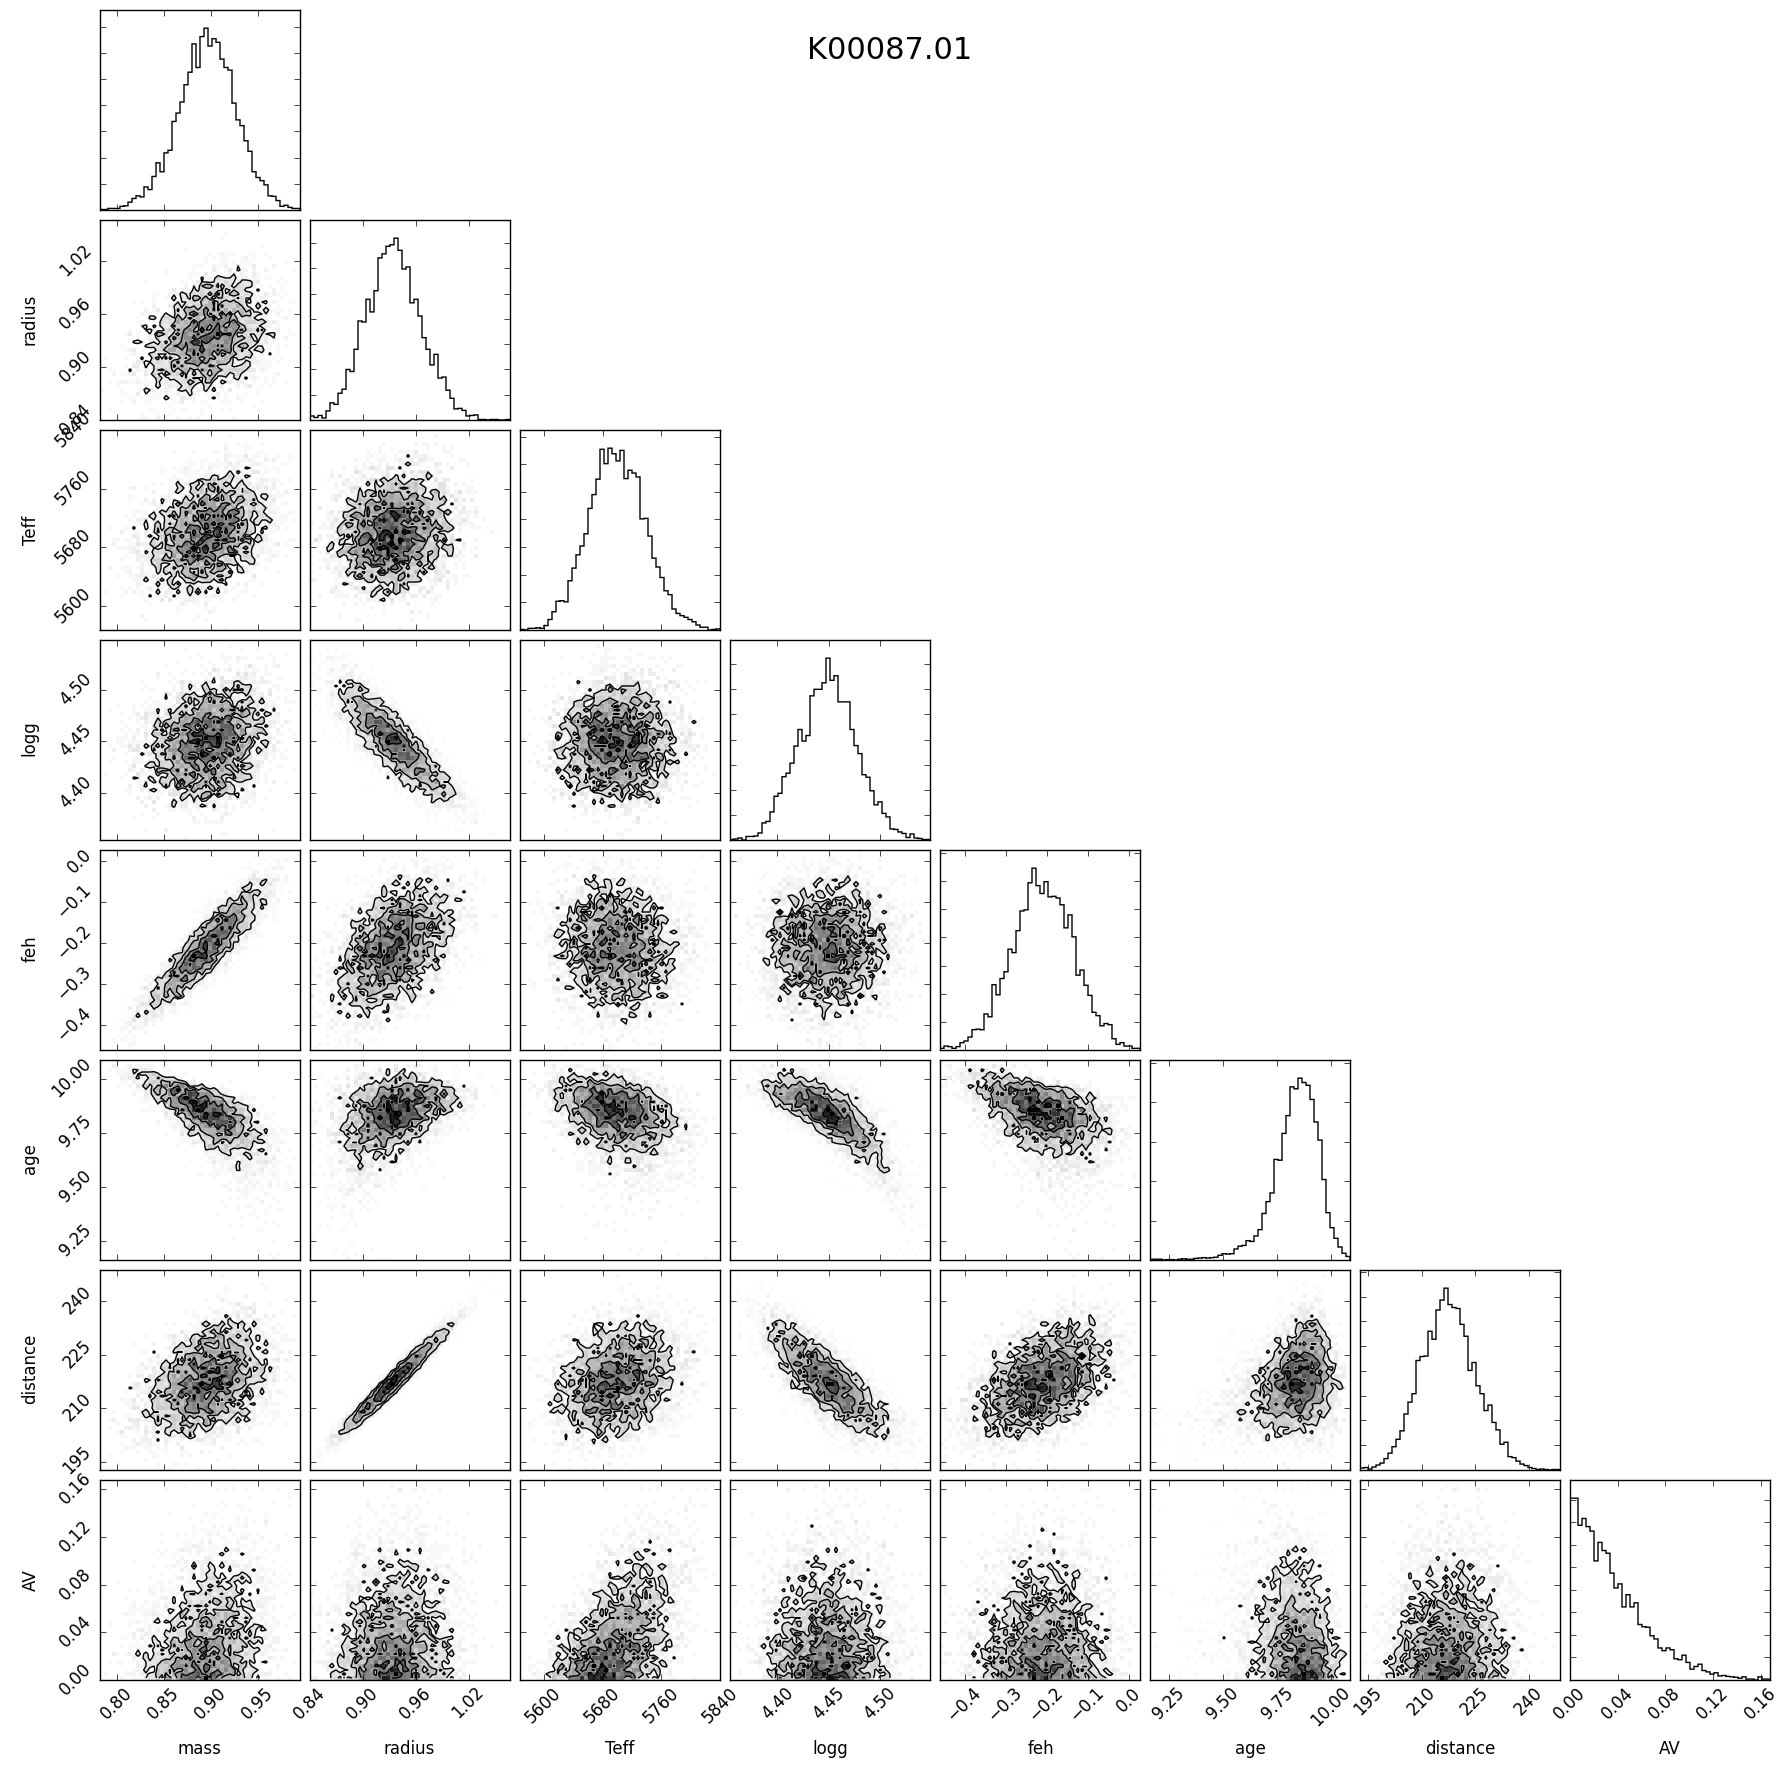 K00087.01
1.02
0.96
0.90
0.84
radius
5840
5760
5680
5600
Teff
4.50
4.45
4.40
logg
0.0
−0.1
−0.2
−0.3
−0.4
feh
10.00
9.75
9.50
9.25
age
240
225
210
195
distance
0.16
0.12
0.08
0.04
0.00
AV
0.80 0.85 0.90 0.95 0.84 0.90 0.96 1.02 5600 5680 5760 5840 4.40 4.45 4.50 −0.4 −0.3 −0.2 −0.1 0.0 9.25 9.50 9.75 10.00 195 210 225 240 0.00 0.04 0.08 0.12 0.16
mass radius Teff logg feh age distance AV